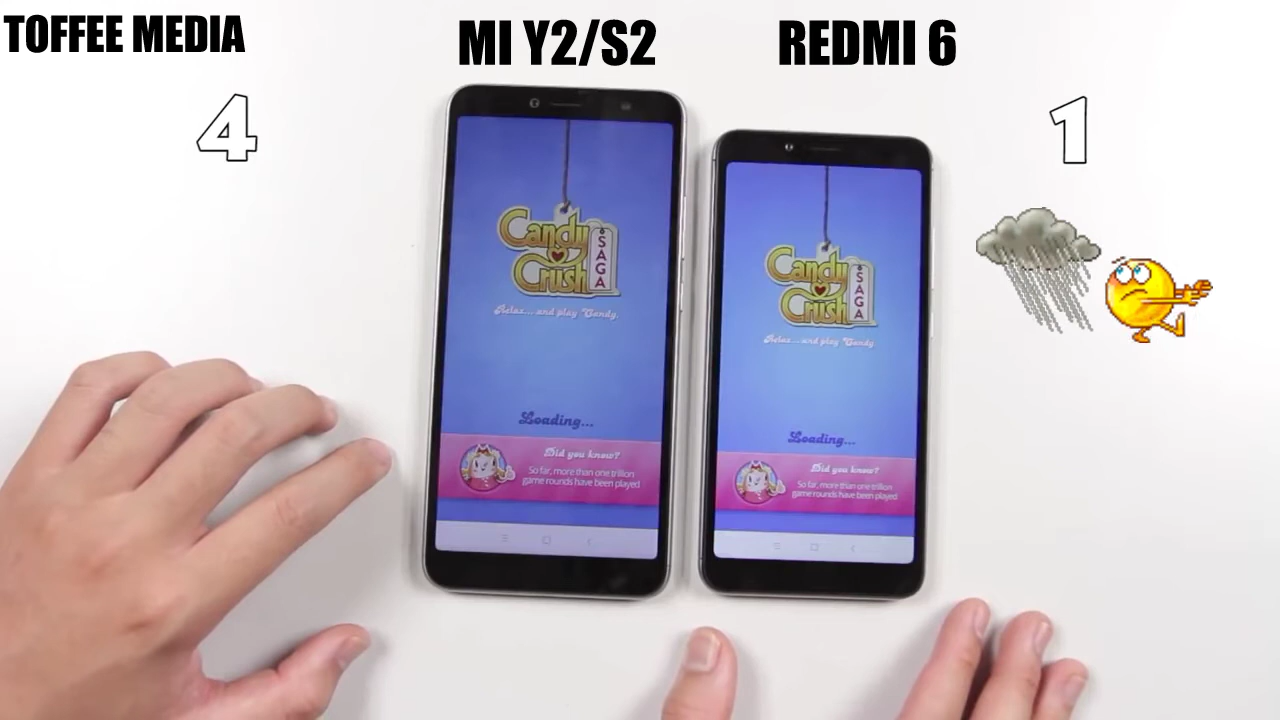 TOFFEE MEDIA
MI Y2/S2
REDMI 6
4
1
Candy
Crush
SAGA
Relax... and play Candy.
Loading...
Did you know?
So far, more than one trillion
game rounds have been played
Candy
Crush
SAGA
Relax... and play Candy.
Loading...
Did you know?
So far, more than one trillion
game rounds have been played